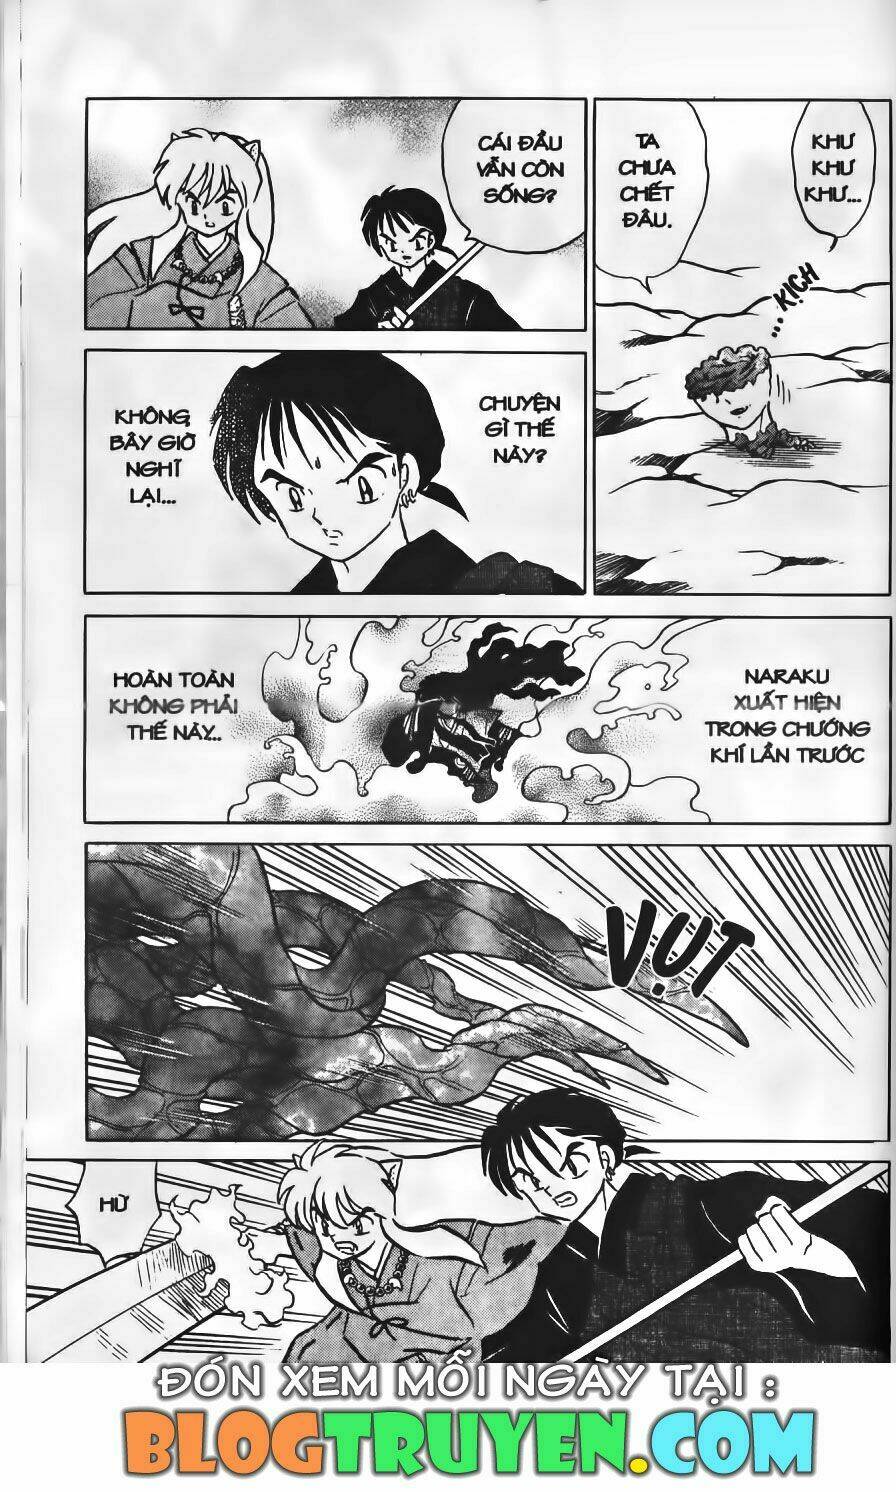 KHƯ
KHƯ
KHƯ...
TA
CHƯA
CHẾT
ĐÂU.
...KỊCH
CÁI ĐẦU
VẪN CÒN
SỐNG?
CHUYỆN
GÌ THẾ
NÀY?
KHÔNG,
BÂY GIỜ
NGHĨ
LẠI...
NARAKU
XUẤT HIỆN
TRONG CHƯỚNG
KHÍ LẦN TRƯỚC
HOÀN TOÀN
KHÔNG PHẢI
THẾ NÀY...
VỤT
HỪ
ĐÓN XEM MỖI NGÀY TẠI :
BLOGTRUYEN.COM